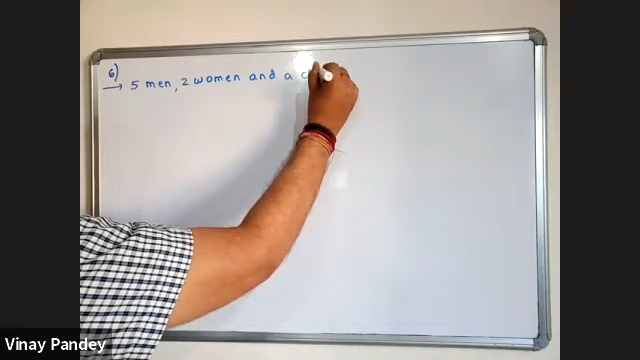 6)
→ 5 men, 2 women and a
Vinay Pandey